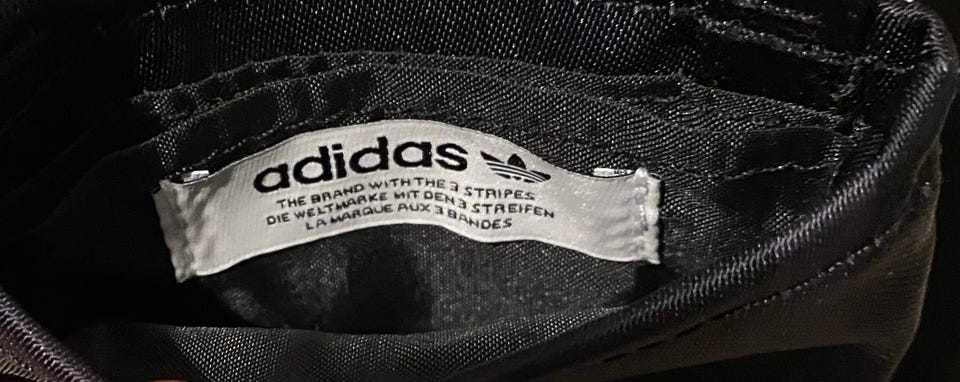 adidas
THE BRAND WITH THE 3 STRIPES
DIE WELTMARKE MIT DEN 3 STREIFEN
LA MARQUE AUX 3 BANDES